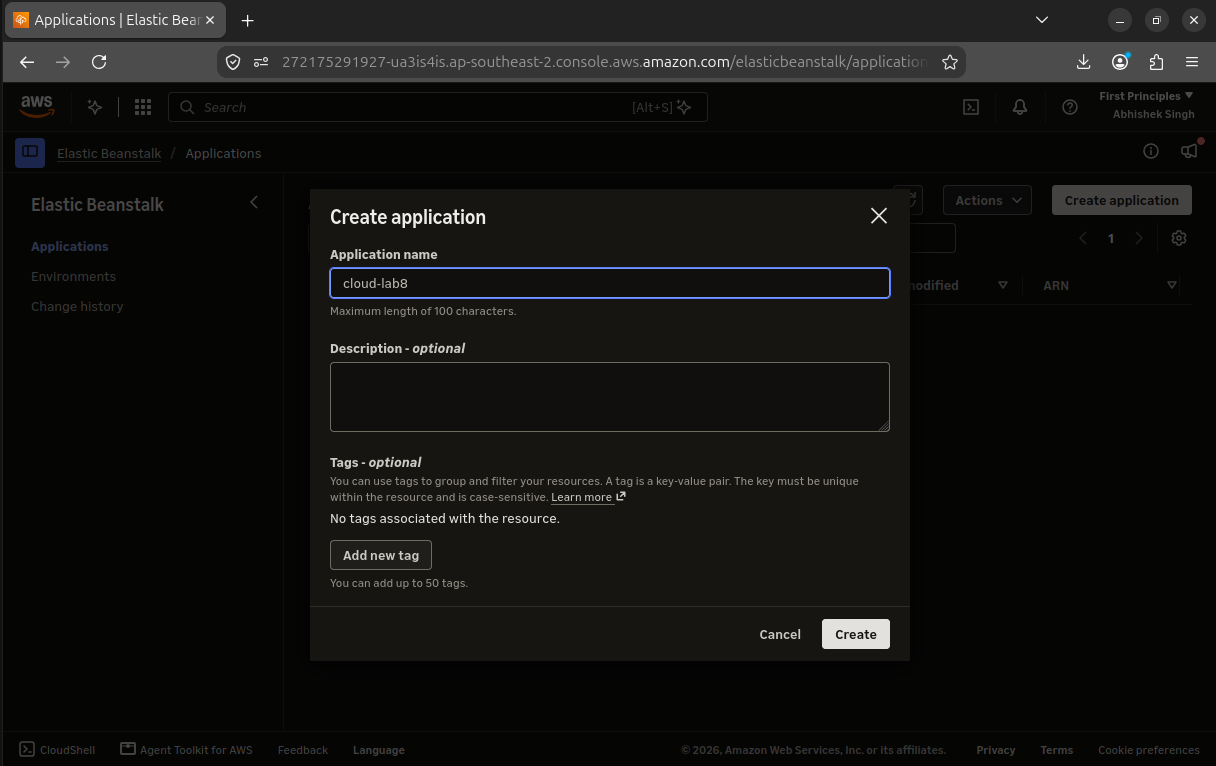 Applications | Elastic Bear
272175291927-ua3is4is.ap-southeast-2.console.aws.amazon.com/elasticbeanstalk/application
aws
Search
[Alt+S]
First Principles
Abhishek Singh
Elastic Beanstalk / Applications
Elastic Beanstalk
Applications
Environments
Change history
Actions
Create application
1
modified
ARN
Create application
Application name
cloud-lab8
Maximum length of 100 characters.
Description - optional
Tags - optional
You can use tags to group and filter your resources. A tag is a key-value pair. The key must be unique
within the resource and is case-sensitive. Learn more
No tags associated with the resource.
Add new tag
You can add up to 50 tags.
Cancel
Create
CloudShell
Agent Toolkit for AWS
Feedback
Language
© 2026, Amazon Web Services, Inc. or its affiliates.
Privacy
Terms
Cookie preferences